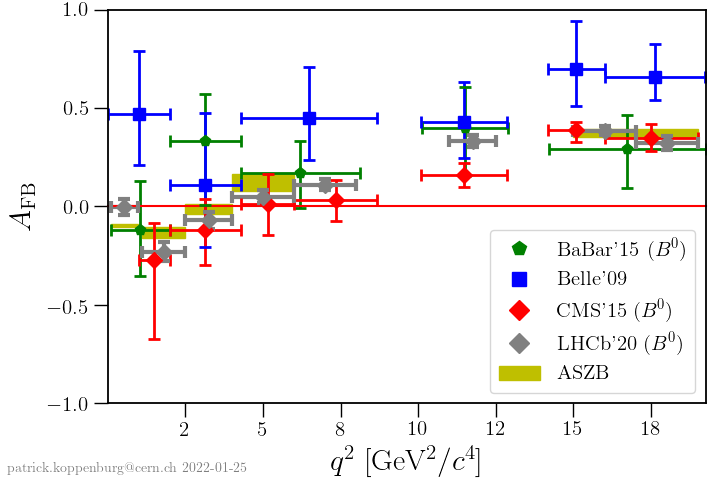 1.0
0.5
0.0
−0.5
−1.0
A_FB
2
5
8
10
12
15
18
q² [GeV²/c⁴]
BaBar'15 (B⁰)
Belle'09
CMS'15 (B⁰)
LHCb'20 (B⁰)
ASZB
patrick.koppenburg@cern.ch 2022-01-25